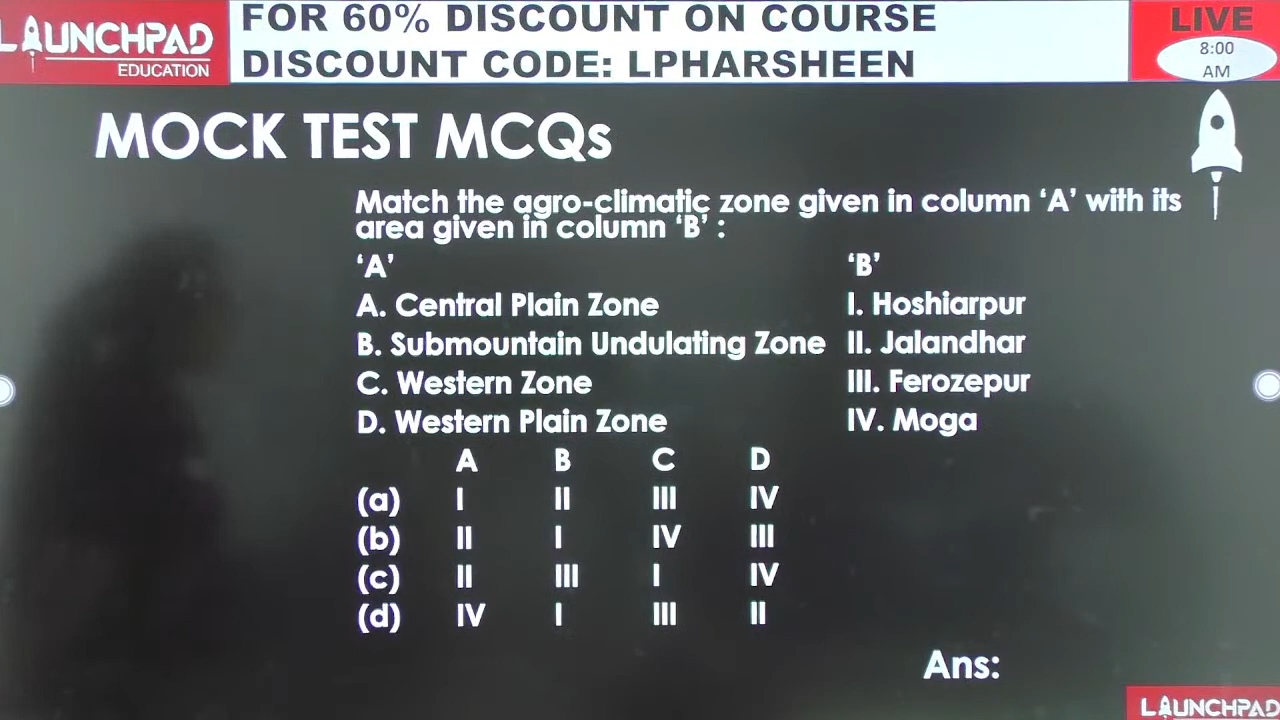 LAUNCHPAD
EDUCATION
FOR 60% DISCOUNT ON COURSE
DISCOUNT CODE: LPHARSHEEN
LIVE
8:00
AM
MOCK TEST MCQs
Match the agro-climatic zone given in column ‘A’ with its
area given in column ‘B’ :
‘A’ ‘B’
A. Central Plain Zone I. Hoshiarpur
B. Submountain Undulating Zone II. Jalandhar
C. Western Zone III. Ferozepur
D. Western Plain Zone IV. Moga
A B C D
(a) I II III IV
(b) II I IV III
(c) II III I IV
(d) IV I III II
Ans:
LAUNCHPAD